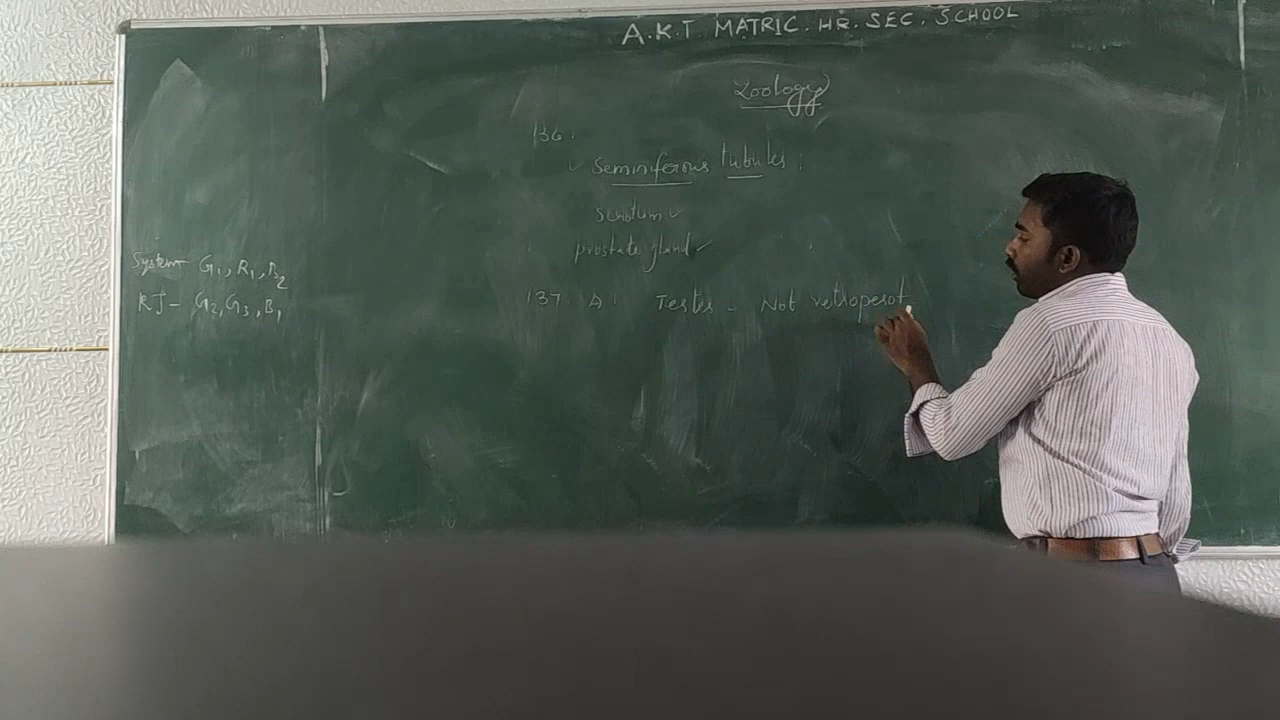 A.K.T MATRIC. HR. SEC. SCHOOL
Zoology
136.
Seminiferous tubules.
Scrotum ✓
prostate gland ✓
137. A. Testes - Not retroperot
System - G1, R1, B2
RJ - G2, G3, B1